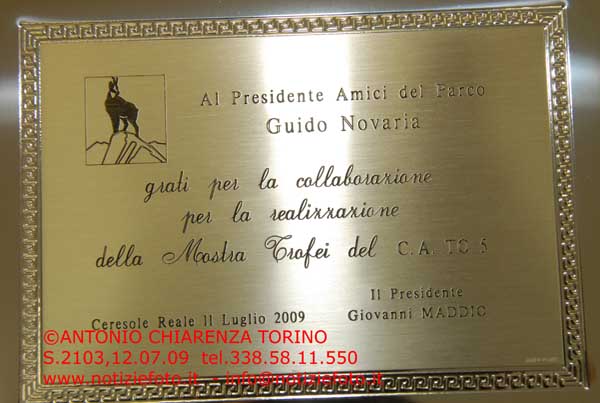 Al Presidente Amici del Parco
Guido Novaria
grati per la collaborazione
per la realizzazione
della Mostra Trofei del C.A. TO 5
Ceresole Reale 11 Luglio 2009
Il Presidente
Giovanni MADDIO
©ANTONIO CHIARENZA TORINO
S.2103,12.07.09 tel.338.58.11.550
www.notiziefoto.it - info@notiziefoto.it